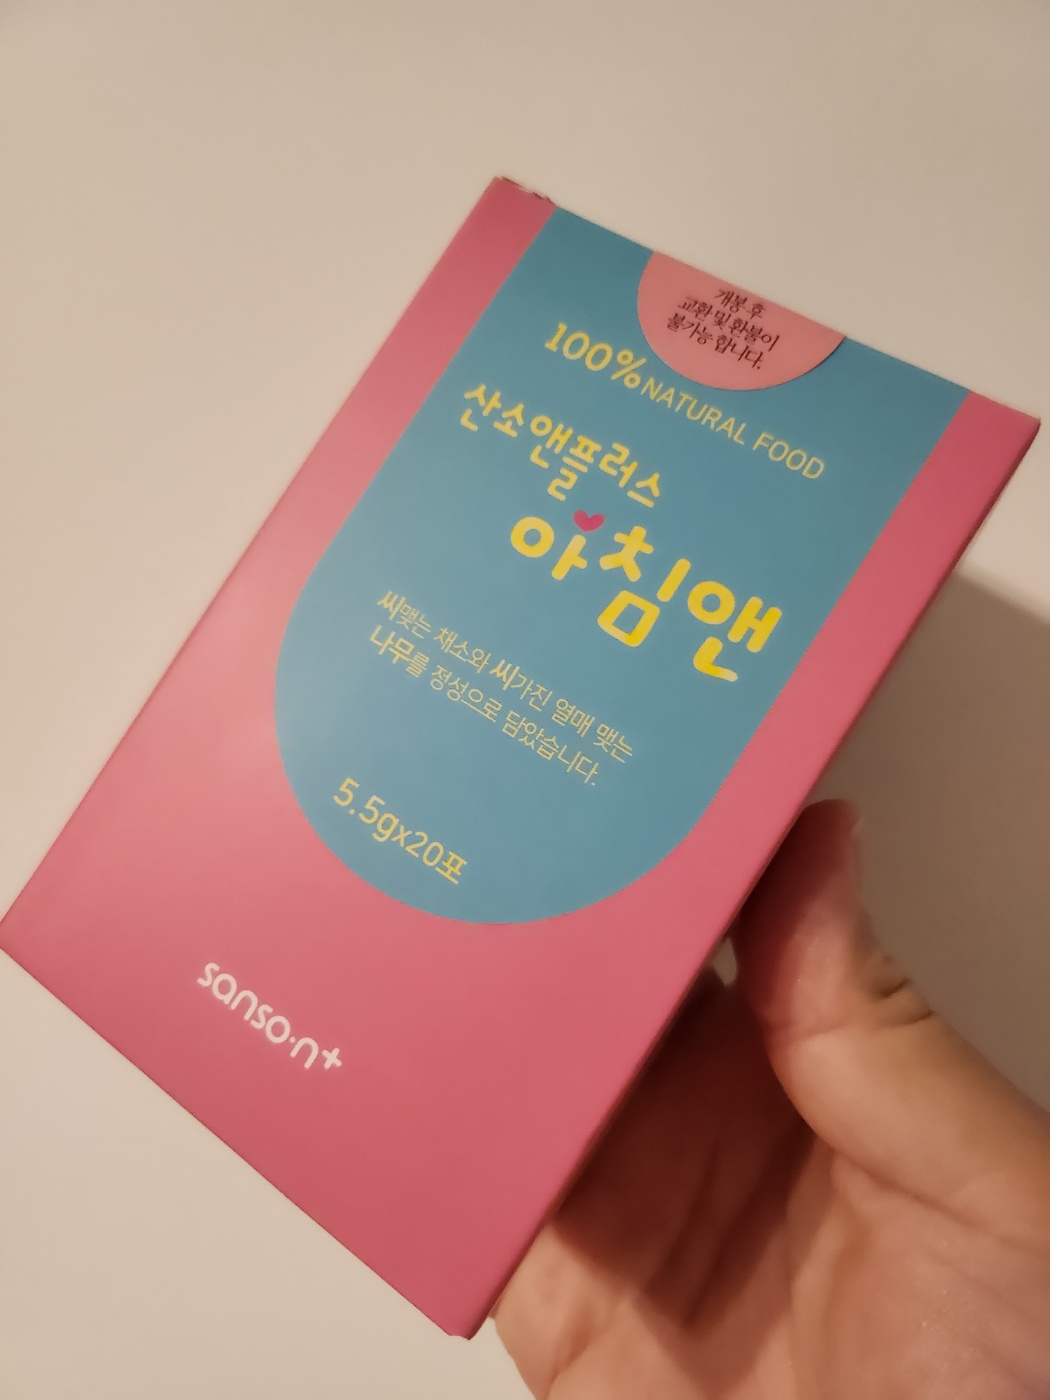 개봉 후
교환 및 환불이
불가능 합니다.
100% NATURAL FOOD
산소앤플러스
아침앤
씨맺는 채소와 씨가진 열매 맺는
나무를 정성으로 담았습니다.
5.5gx20포
sanso·n+